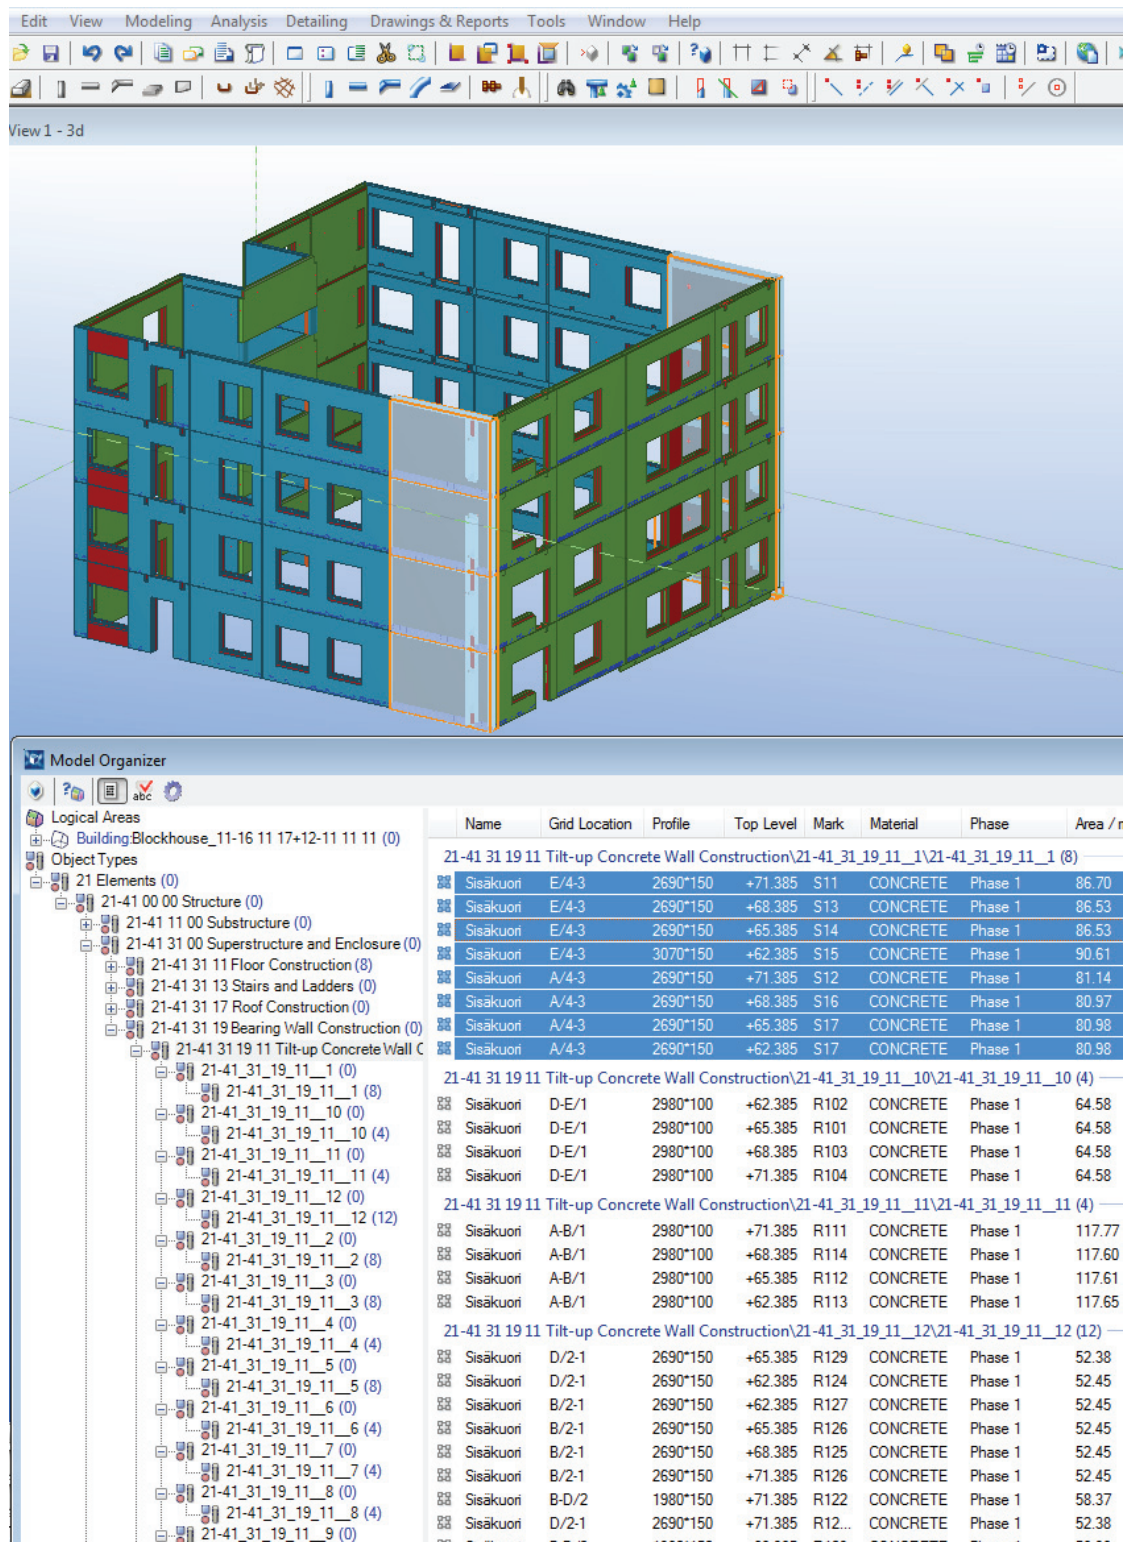 Edit View Modeling Analysis Detailing Drawings & Reports Tools Window Help
View 1 - 3d
Model Organizer
Logical Areas
Building:Blockhouse_11-16 11 17+12-11 11 11 (0)
Object Types
21 Elements (0)
21-41 00 00 Structure (0)
21-41 11 00 Substructure (0)
21-41 31 00 Superstructure and Enclosure (0)
21-41 31 11 Floor Construction (8)
21-41 31 13 Stairs and Ladders (0)
21-41 31 17 Roof Construction (0)
21-41 31 19 Bearing Wall Construction (0)
21-41 31 19 11 Tilt-up Concrete Wall C
21-41_31_19_11__1 (0)
21-41_31_19_11__1 (8)
21-41_31_19_11__10 (0)
21-41_31_19_11__10 (4)
21-41_31_19_11__11 (0)
21-41_31_19_11__11 (4)
21-41_31_19_11__12 (0)
21-41_31_19_11__12 (12)
21-41_31_19_11__2 (0)
21-41_31_19_11__2 (8)
21-41_31_19_11__3 (0)
21-41_31_19_11__3 (8)
21-41_31_19_11__4 (0)
21-41_31_19_11__4 (4)
21-41_31_19_11__5 (0)
21-41_31_19_11__5 (8)
21-41_31_19_11__6 (0)
21-41_31_19_11__6 (4)
21-41_31_19_11__7 (0)
21-41_31_19_11__7 (4)
21-41_31_19_11__8 (0)
21-41_31_19_11__8 (4)
21-41_31_19_11__9 (0)
Name Grid Location Profile Top Level Mark Material Phase Area / m
21-41 31 19 11 Tilt-up Concrete Wall Construction\21-41_31_19_11__1\21-41_31_19_11__1 (8)
Sisäkuori E/4-3 2690*150 +71.385 S11 CONCRETE Phase 1 86.70
Sisäkuori E/4-3 2690*150 +68.385 S13 CONCRETE Phase 1 86.53
Sisäkuori E/4-3 2690*150 +65.385 S14 CONCRETE Phase 1 86.53
Sisäkuori E/4-3 3070*150 +62.385 S15 CONCRETE Phase 1 90.61
Sisäkuori A/4-3 2690*150 +71.385 S12 CONCRETE Phase 1 81.14
Sisäkuori A/4-3 2690*150 +68.385 S16 CONCRETE Phase 1 80.97
Sisäkuori A/4-3 2690*150 +65.385 S17 CONCRETE Phase 1 80.98
Sisäkuori A/4-3 2690*150 +62.385 S17 CONCRETE Phase 1 80.98
21-41 31 19 11 Tilt-up Concrete Wall Construction\21-41_31_19_11__10\21-41_31_19_11__10 (4)
Sisäkuori D-E/1 2980*100 +62.385 R102 CONCRETE Phase 1 64.58
Sisäkuori D-E/1 2980*100 +65.385 R101 CONCRETE Phase 1 64.58
Sisäkuori D-E/1 2980*100 +68.385 R103 CONCRETE Phase 1 64.58
Sisäkuori D-E/1 2980*100 +71.385 R104 CONCRETE Phase 1 64.58
21-41 31 19 11 Tilt-up Concrete Wall Construction\21-41_31_19_11__11\21-41_31_19_11__11 (4)
Sisäkuori A-B/1 2980*100 +71.385 R111 CONCRETE Phase 1 117.77
Sisäkuori A-B/1 2980*100 +68.385 R114 CONCRETE Phase 1 117.60
Sisäkuori A-B/1 2980*100 +65.385 R112 CONCRETE Phase 1 117.61
Sisäkuori A-B/1 2980*100 +62.385 R113 CONCRETE Phase 1 117.65
21-41 31 19 11 Tilt-up Concrete Wall Construction\21-41_31_19_11__12\21-41_31_19_11__12 (12)
Sisäkuori D/2-1 2690*150 +65.385 R129 CONCRETE Phase 1 52.38
Sisäkuori D/2-1 2690*150 +62.385 R124 CONCRETE Phase 1 52.45
Sisäkuori B/2-1 2690*150 +62.385 R127 CONCRETE Phase 1 52.45
Sisäkuori B/2-1 2690*150 +65.385 R126 CONCRETE Phase 1 52.45
Sisäkuori B/2-1 2690*150 +68.385 R125 CONCRETE Phase 1 52.45
Sisäkuori B/2-1 2690*150 +71.385 R126 CONCRETE Phase 1 52.45
Sisäkuori B-D/2 1980*150 +71.385 R122 CONCRETE Phase 1 58.37
Sisäkuori D/2-1 2690*150 +71.385 R12... CONCRETE Phase 1 52.38